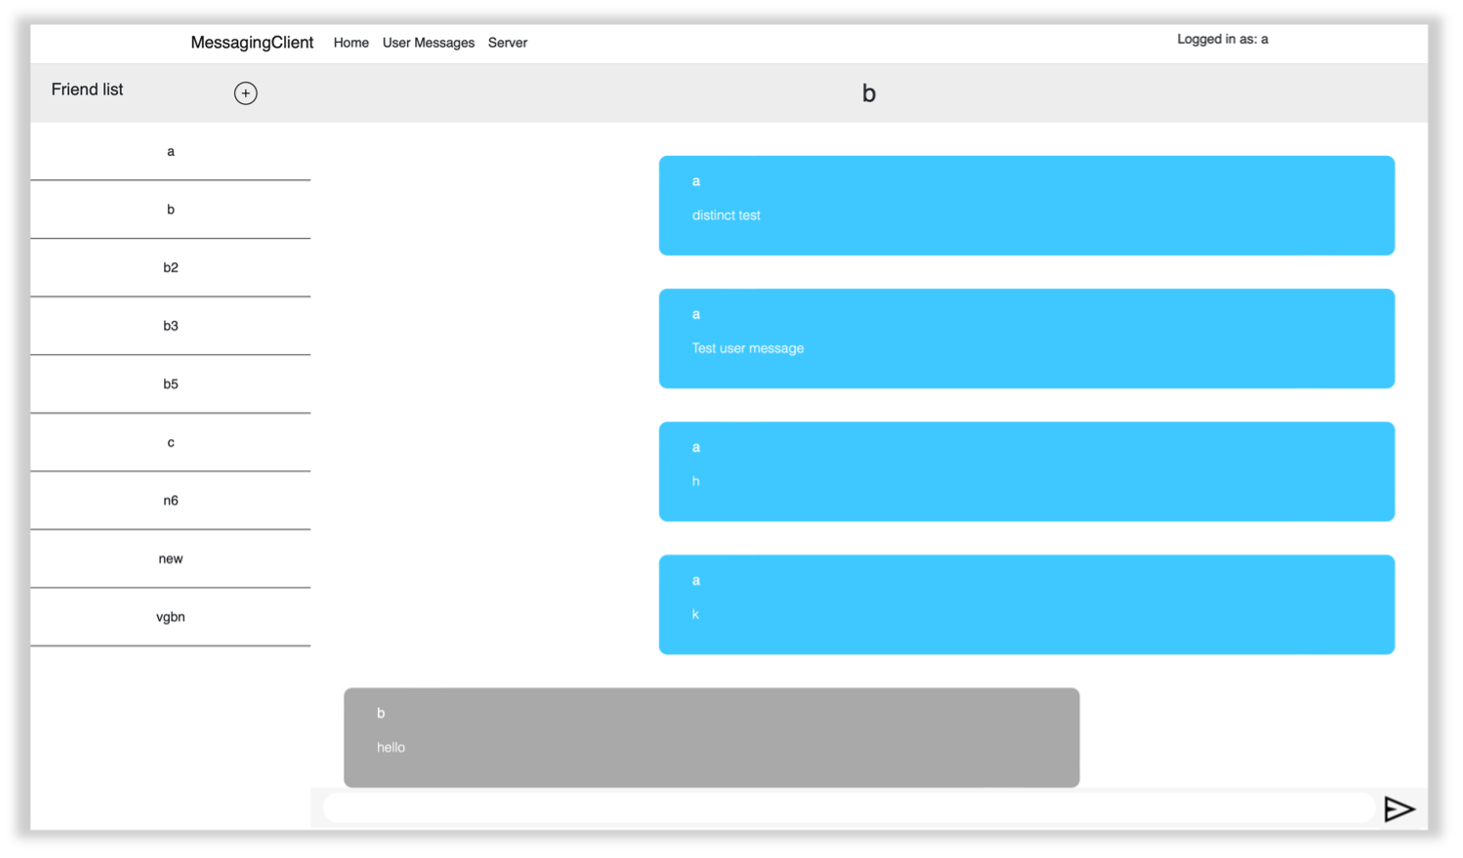 MessagingClient Home User Messages Server Logged in as: a
Friend list + b
a
b
b2
b3
b5
c
n6
new
vgbn
a
distinct test
a
Test user message
a
h
a
k
b
hello